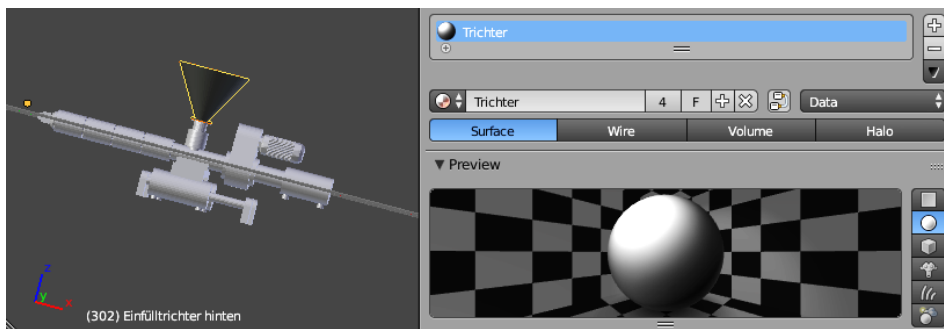 Trichter
Trichter 4 F Data
Surface Wire Volume Halo
Preview
z
y x
(302) Einfülltrichter hinten